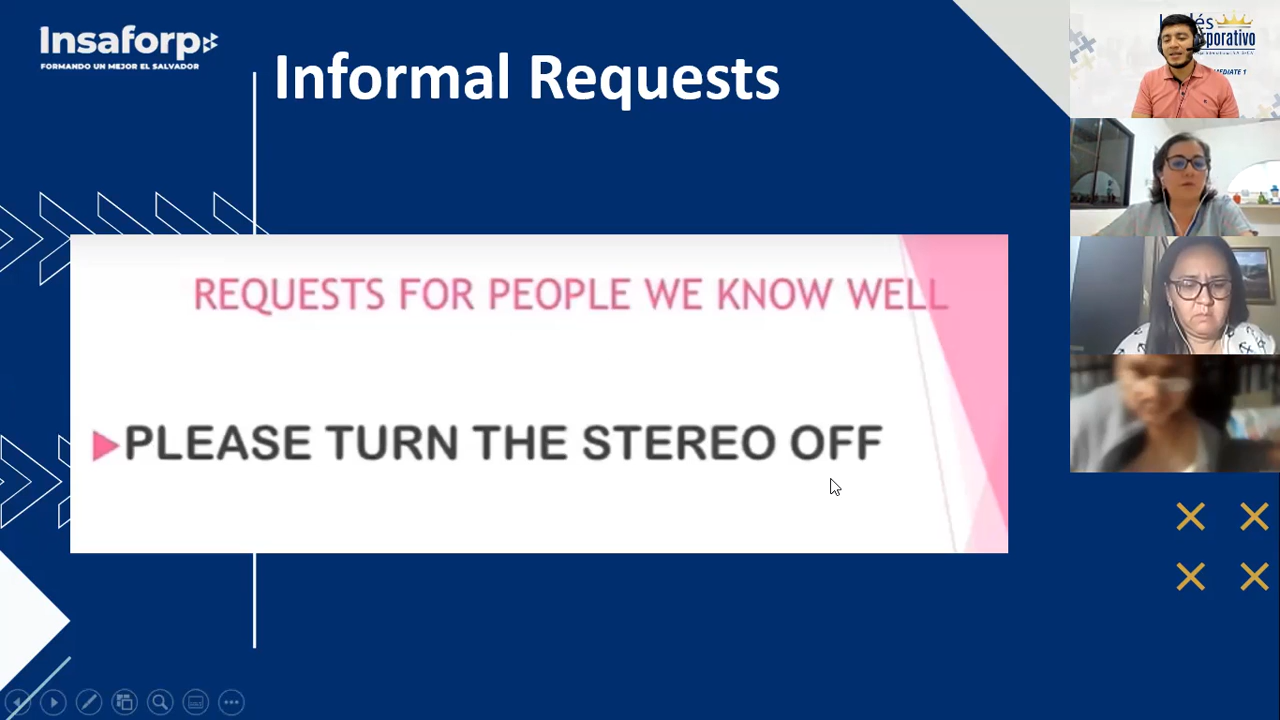 Insaforp
FORMANDO UN MEJOR EL SALVADOR
Informal Requests
REQUESTS FOR PEOPLE WE KNOW WELL
PLEASE TURN THE STEREO OFF